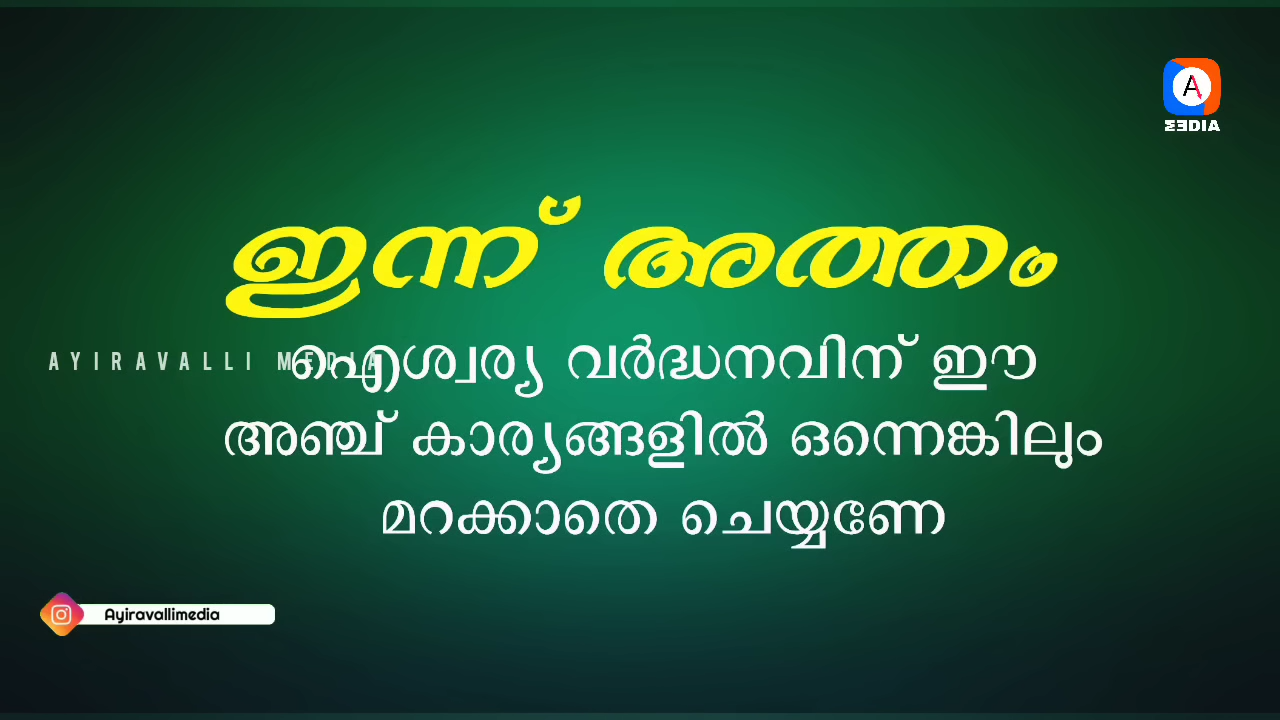 MEDIA
ഇന്ന് അത്തം
AYIRAVALLI MEDIA
ഐശ്വര്യ വർദ്ധനവിന് ഈ
അഞ്ച് കാര്യങ്ങളിൽ ഒന്നെങ്കിലും
മറക്കാതെ ചെയ്യണേ
Ayiravallimedia